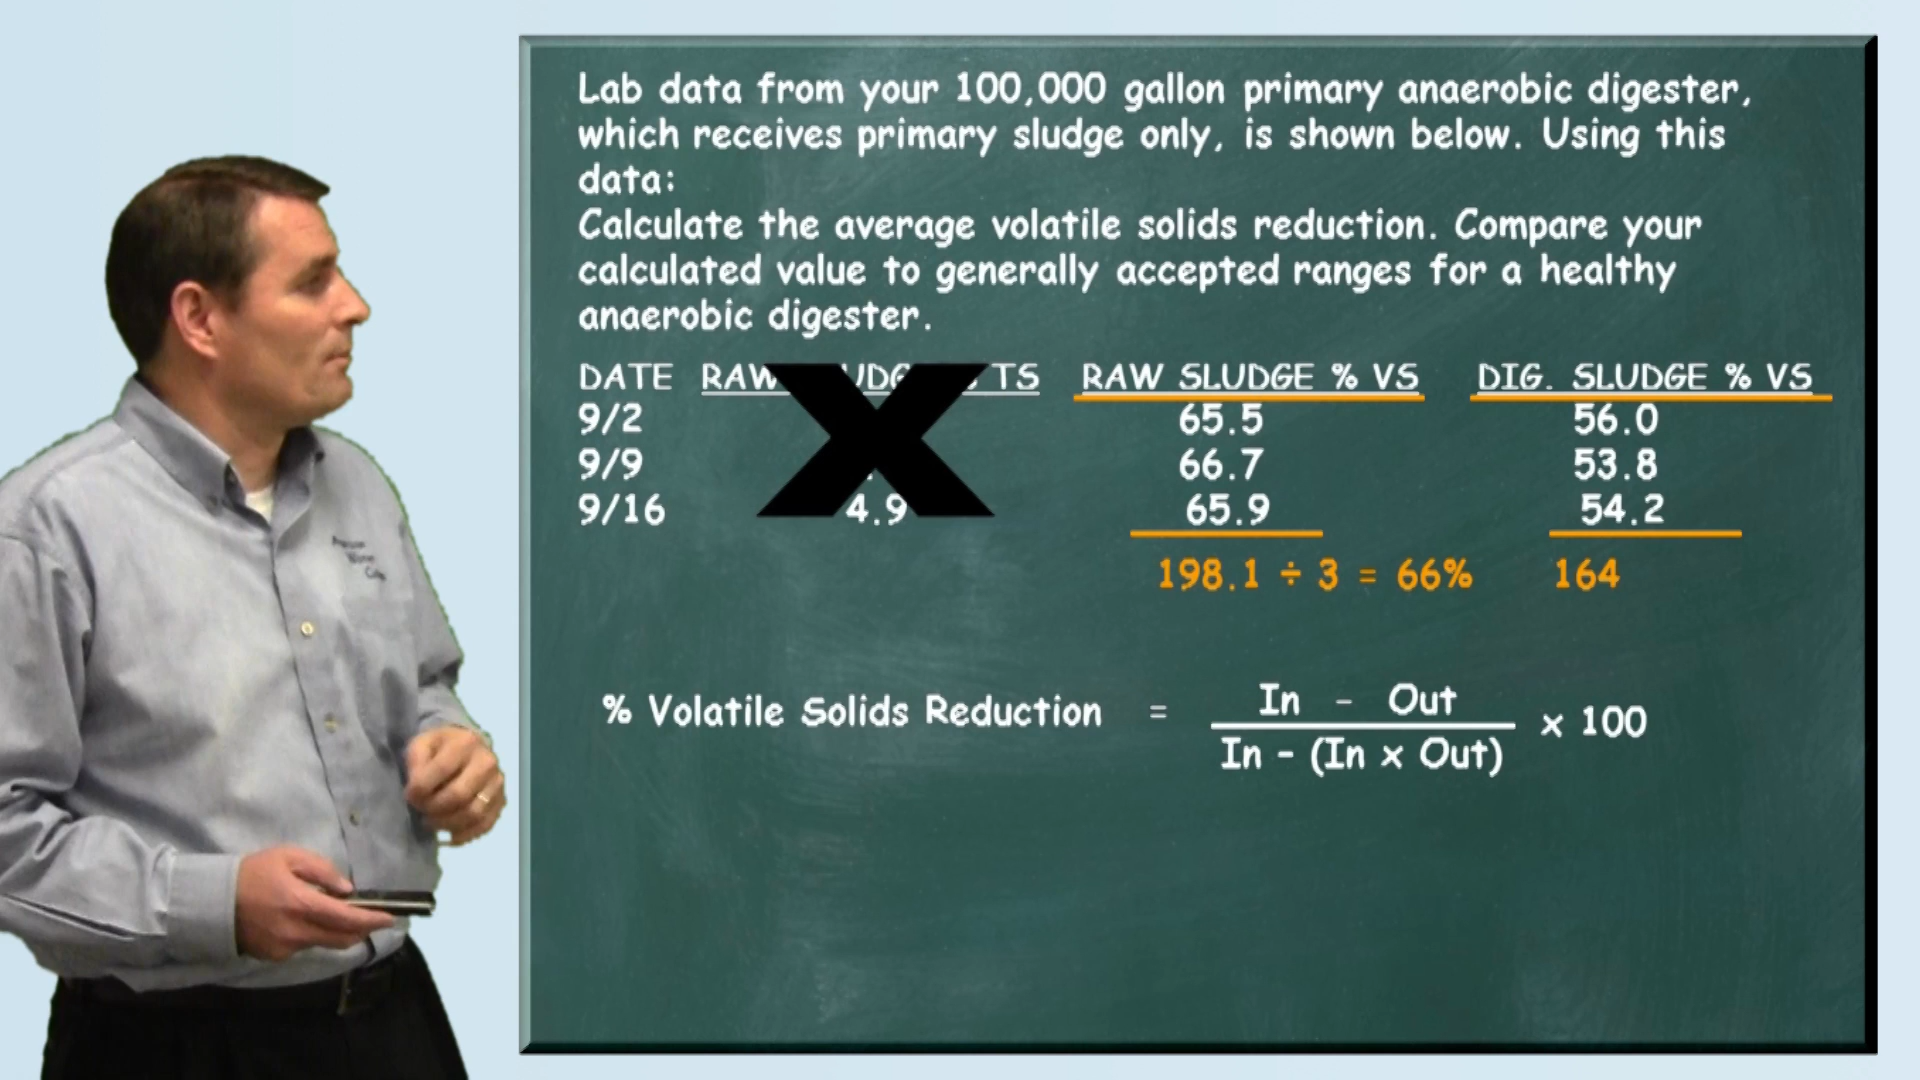 Lab data from your 100,000 gallon primary anaerobic digester,
which receives primary sludge only, is shown below. Using this
data:
Calculate the average volatile solids reduction. Compare your
calculated value to generally accepted ranges for a healthy
anaerobic digester.
DATE RAW TS RAW SLUDGE % VS DIG. SLUDGE % VS
9/2 65.5 56.0
9/9 66.7 53.8
9/16 4.9 65.9 54.2
198.1 ÷ 3 = 66% 164
% Volatile Solids Reduction = In - Out x 100
In - (In x Out)